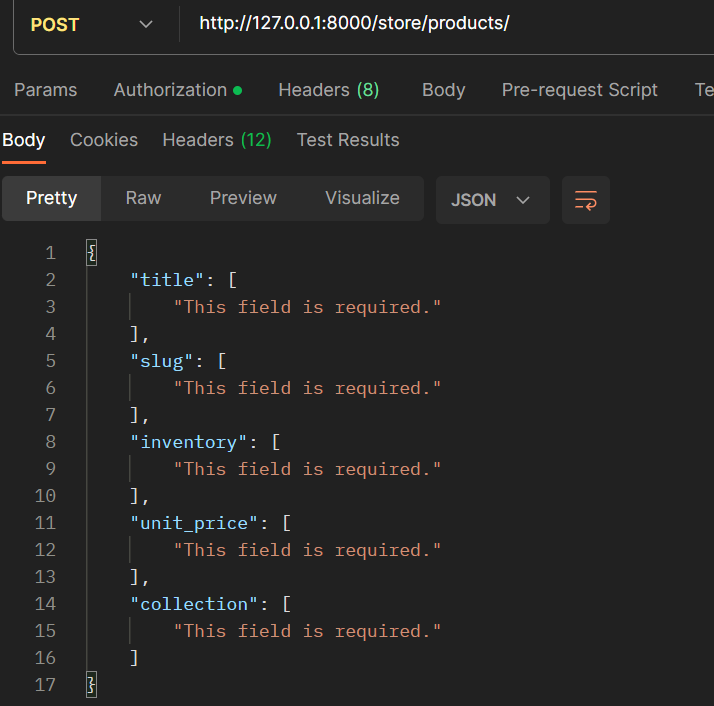 POST http://127.0.0.1:8000/store/products/
Params Authorization Headers (8) Body Pre-request Script Te
Body Cookies Headers (12) Test Results
Pretty Raw Preview Visualize JSON
1 {
2 "title": [
3 "This field is required."
4 ],
5 "slug": [
6 "This field is required."
7 ],
8 "inventory": [
9 "This field is required."
10 ],
11 "unit_price": [
12 "This field is required."
13 ],
14 "collection": [
15 "This field is required."
16 ]
17 }